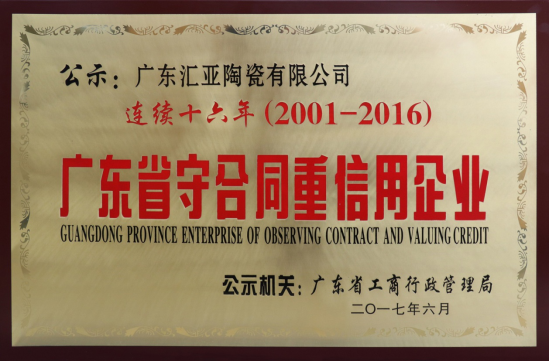 公示：广东汇亚陶瓷有限公司
连续十六年(2001-2016)
广东省守合同重信用企业
GUANGDONG PROVINCE ENTERPRISE OF OBSERVING CONTRACT AND VALUING CREDIT
公示机关：广东省工商行政管理局
二〇一七年六月